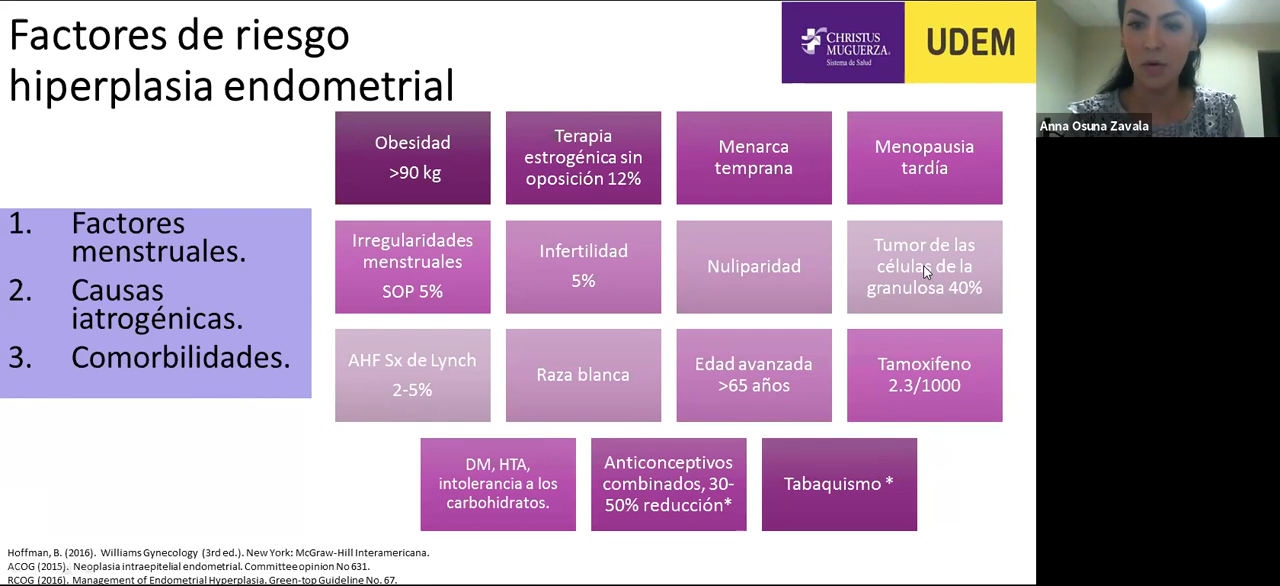 Factores de riesgo
hiperplasia endometrial
CHRISTUS
MUGUERZA®
Sistema de Salud
UDEM
Anna Osuna Zavala
1. Factores
menstruales.
2. Causas
iatrogénicas.
3. Comorbilidades.
Obesidad
>90 kg
Terapia
estrogénica sin
oposición 12%
Menarca
temprana
Menopausia
tardía
Irregularidades
menstruales
SOP 5%
Infertilidad
5%
Nuliparidad
Tumor de las
células de la
granulosa 40%
AHF Sx de Lynch
2-5%
Raza blanca
Edad avanzada
>65 años
Tamoxifeno
2.3/1000
DM, HTA,
intolerancia a los
carbohidratos.
Anticonceptivos
combinados, 30-
50% reducción*
Tabaquismo *
Hoffman, B. (2016). Williams Gynecology (3rd ed.). New York: McGraw-Hill Interamericana.
ACOG (2015). Neoplasia intraepitelial endometrial. Committee opinion No 631.
RCOG (2016). Management of Endometrial Hyperplasia. Green-top Guideline No. 67.